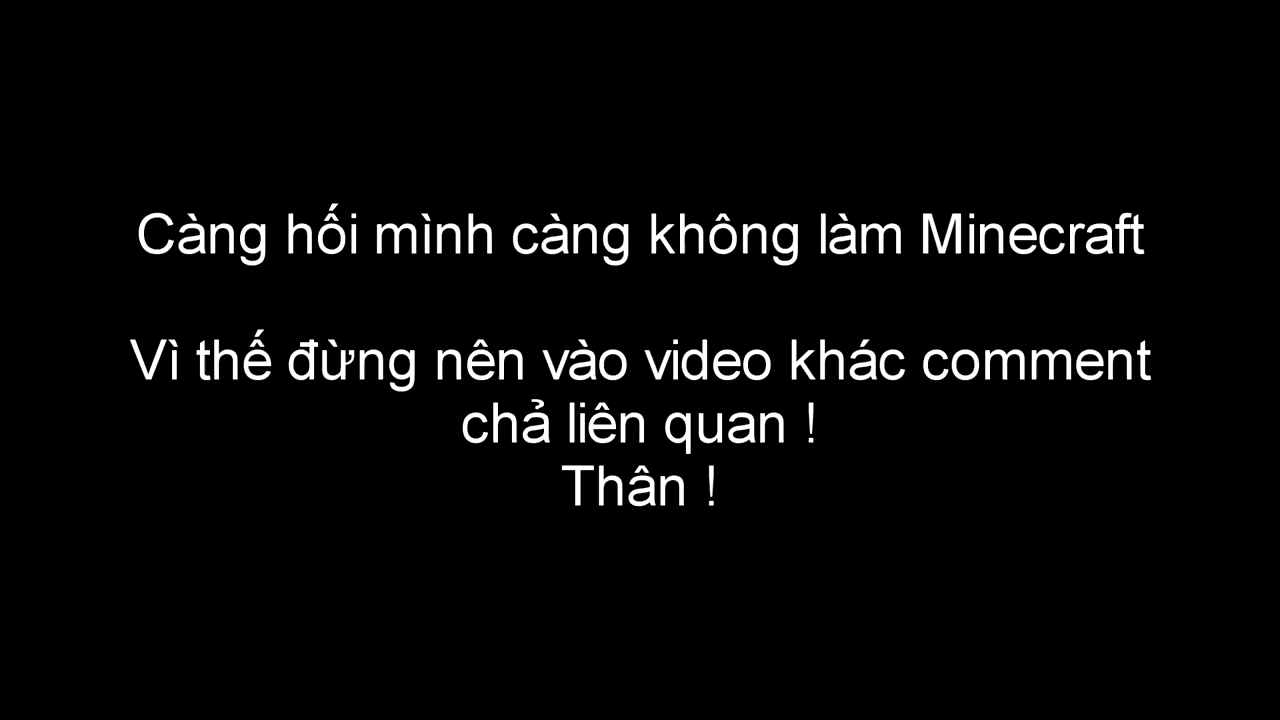 Càng hối mình càng không làm Minecraft
Vì thế đừng nên vào video khác comment
chả liên quan !
Thân !